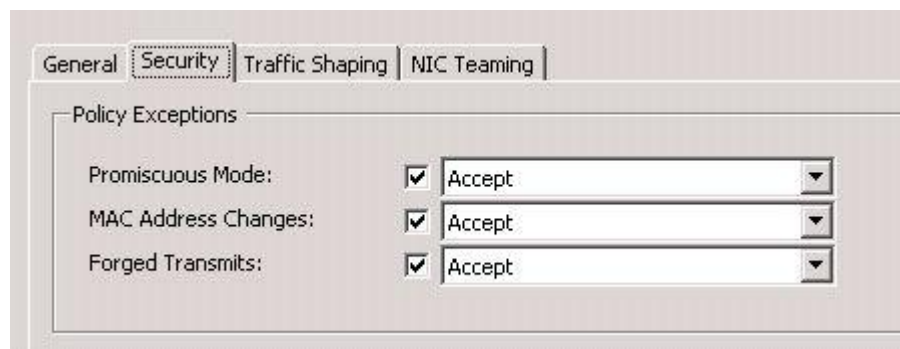 General Security Traffic Shaping NIC Teaming
Policy Exceptions
Promiscuous Mode: Accept
MAC Address Changes: Accept
Forged Transmits: Accept